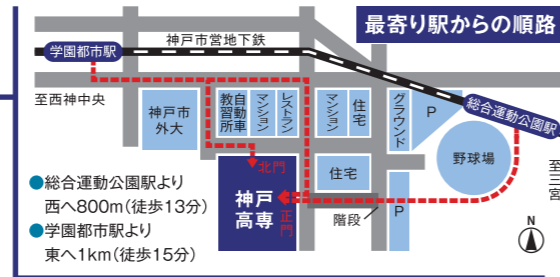 最寄り駅からの順路
神戸市営地下鉄
学園都市駅
至西神中央
総合運動公園駅
神戸市
外大
自動車
教習所
マンション
レストラン
マンション
住宅
グラウンド
P
野球場
至三宮
北門
住宅
神戸
高専
正門
階段
P
N
●総合運動公園駅より
西へ800m(徒歩13分)
●学園都市駅より
東へ1km(徒歩15分)